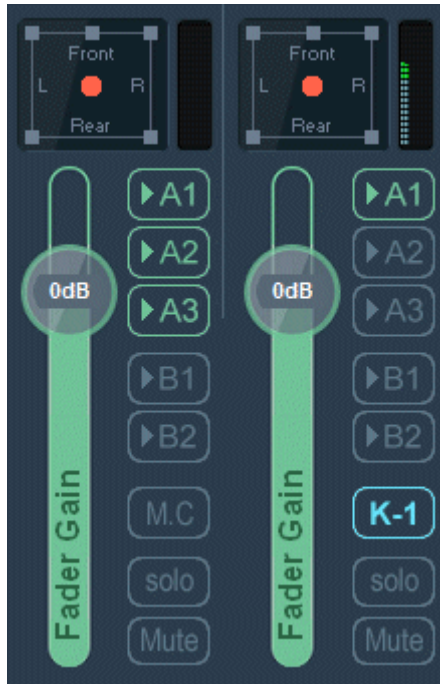 Front
L R
Rear
A1
A2
A3
0dB
B1
B2
M.C
solo
Mute
Fader Gain
Front
L R
Rear
A1
A2
A3
0dB
B1
B2
K-1
solo
Mute
Fader Gain